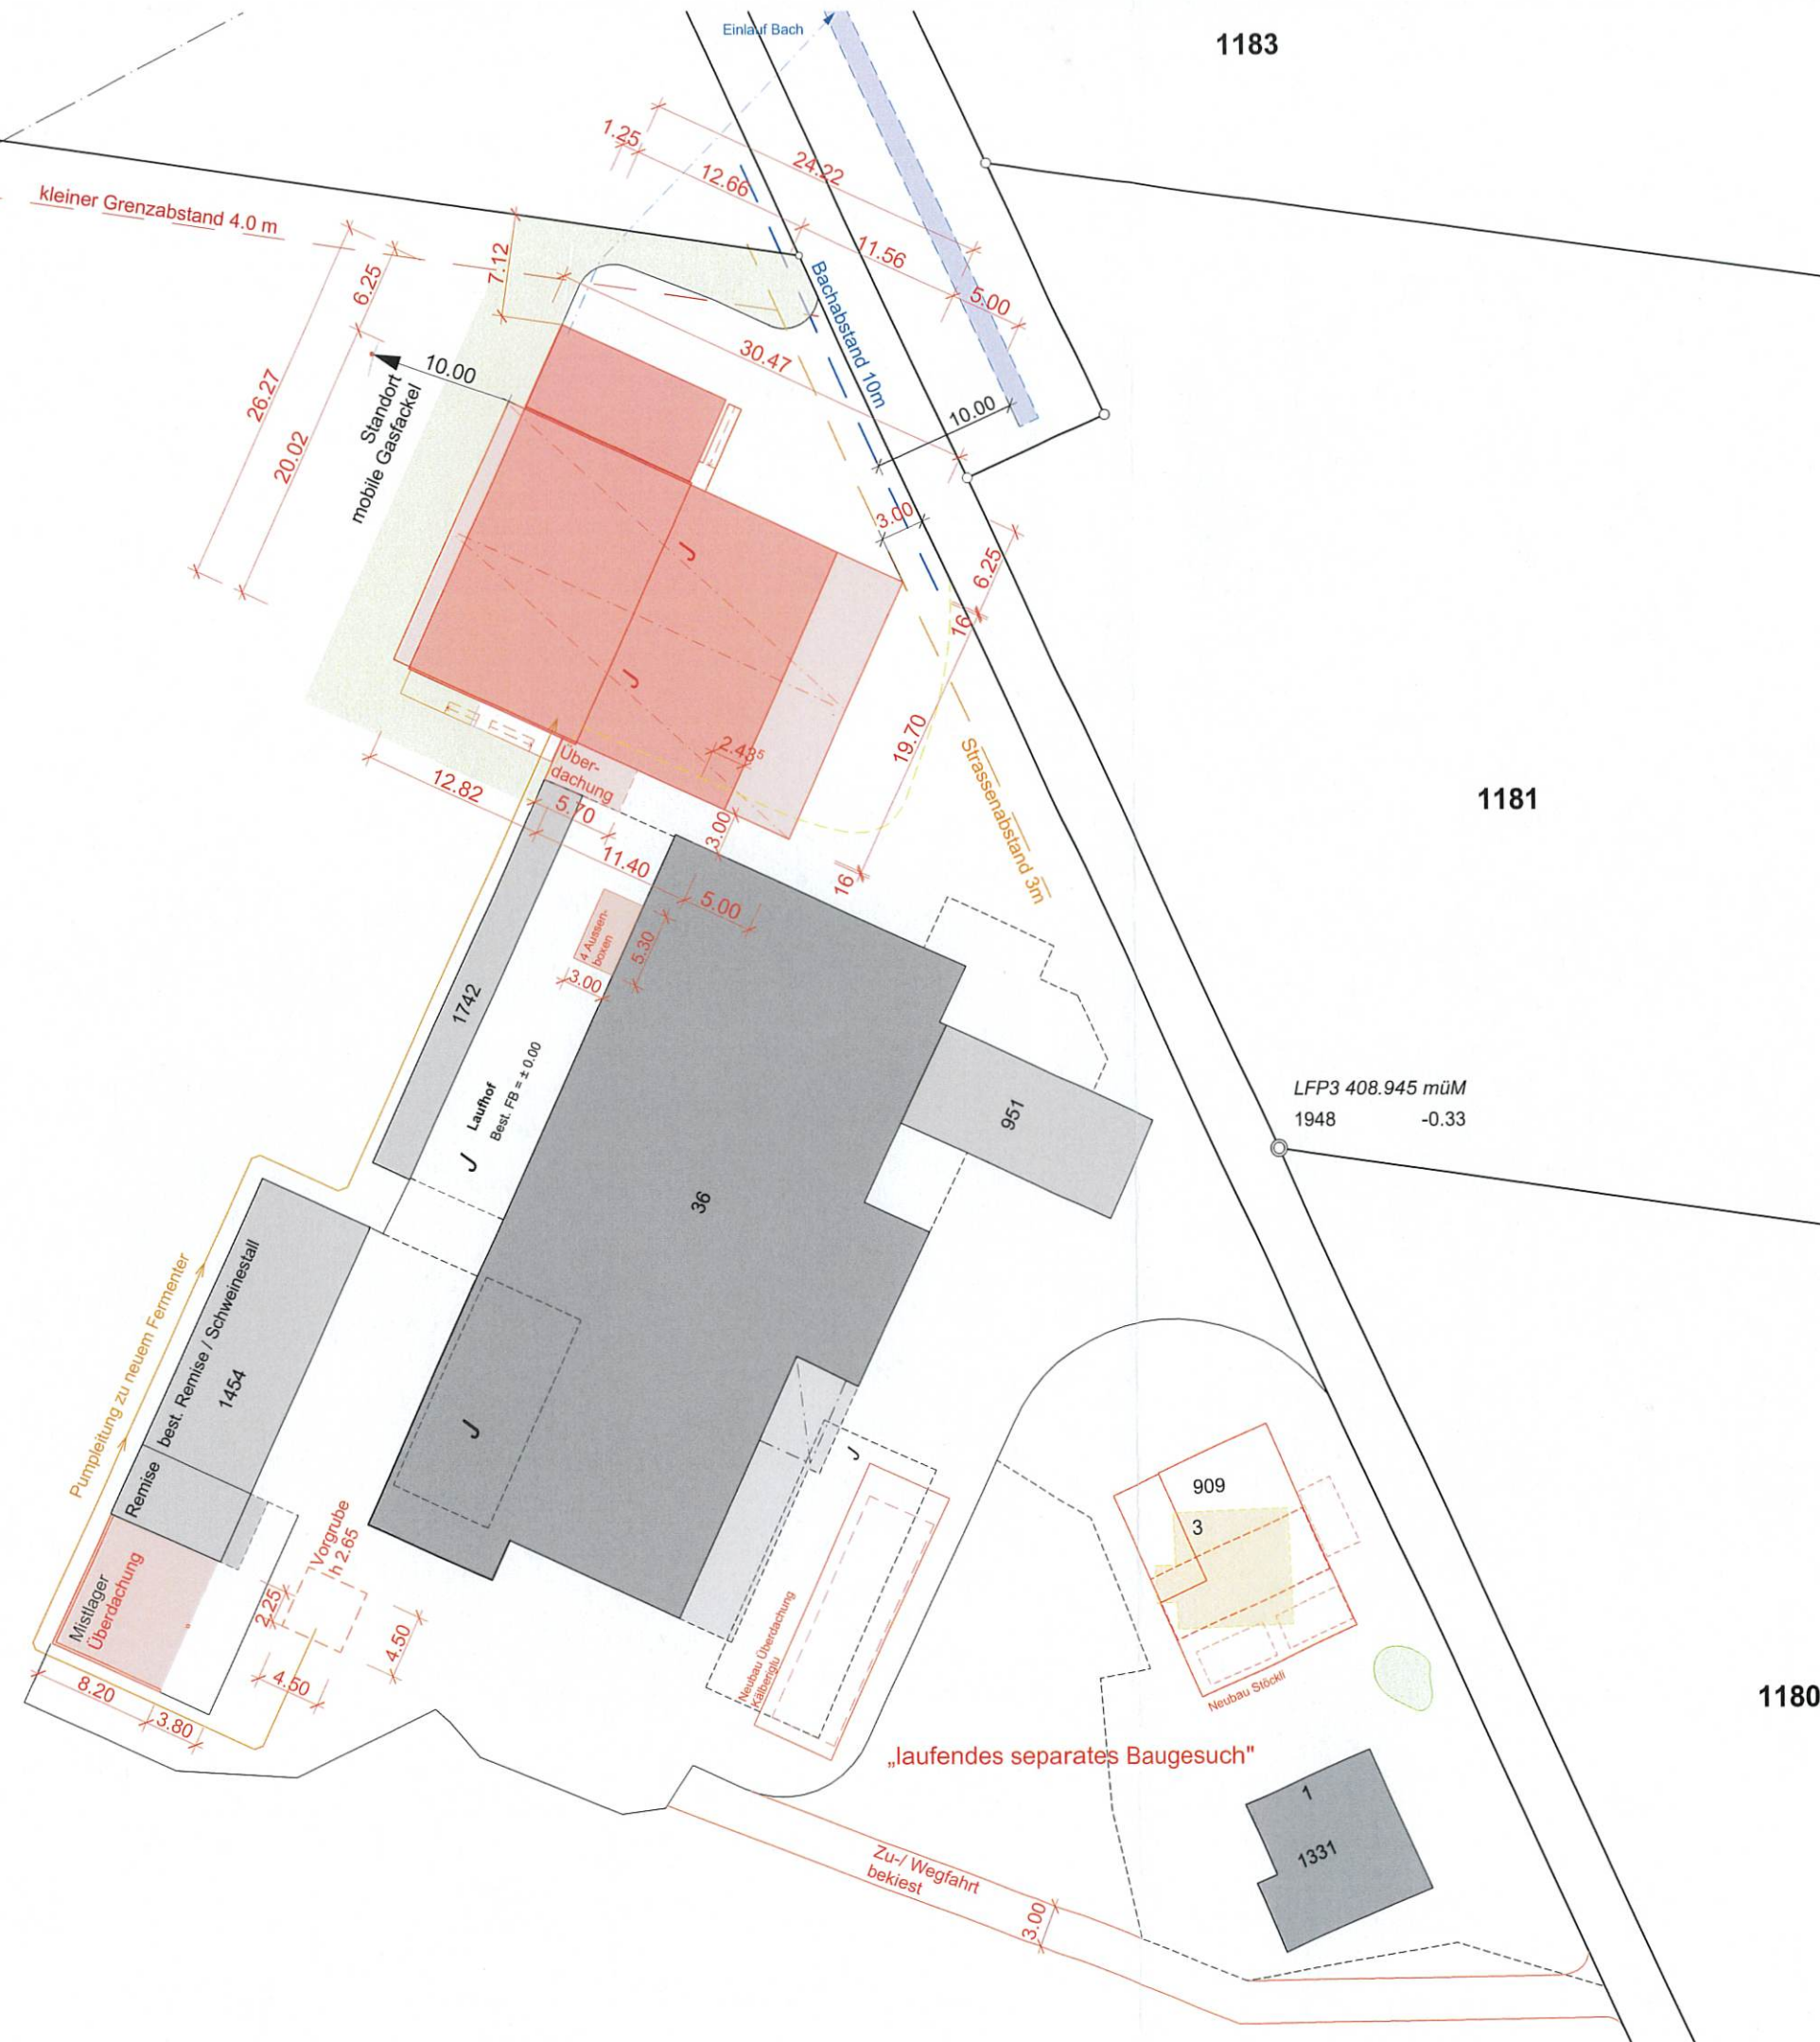 Einlauf Bach
1183
1.25
24.22
12.66
kleiner Grenzabstand 4.0 m
7.12
11.56
6.25
5.00
Bachabstand 10m
30.47
10.00
26.27
Standort
mobile Gasfackel
10.00
20.02
3.00
J
6.25
16
J
19.70
2.43⁵
Strassenabstand 3m
Über-
dachung
12.82
5.70
1181
3.00
11.40
16
5.00
4 Aussen-
boxen
5.30
3.00
1742
Laufhof
Best. FB = ± 0.00
J
951
LFP3 408.945 müM
1948 -0.33
36
Pumpleitung zu neuem Fermenter
best. Remise / Schweinestall
1454
J
J
Remise
909
3
Vorgrube
h 2.65
Mistlager
Überdachung
2.25
4.50
4.50
8.20
3.80
Neubau Überdachung
Kälberiglu
Neubau Stöckli
1180
„laufendes separates Baugesuch"
1
1331
Zu-/ Wegfahrt
bekiest
3.00